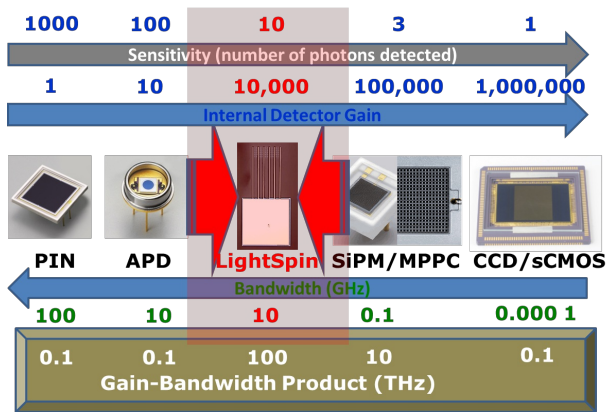 1000 100 10 3 1
Sensitivity (number of photons detected)
1 10 10,000 100,000 1,000,000
Internal Detector Gain
PIN APD LightSpin SiPM/MPPC CCD/sCMOS
Bandwidth (GHz)
100 10 10 0.1 0.000 1
0.1 0.1 100 10 0.1
Gain-Bandwidth Product (THz)